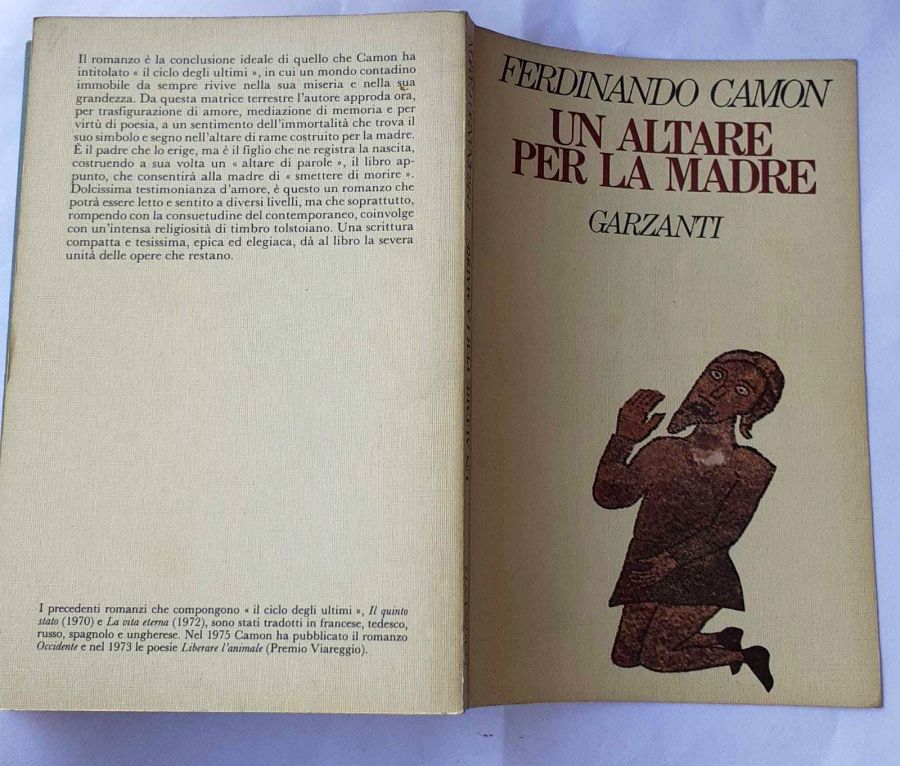 Il romanzo è la conclusione ideale di quello che Camon ha
intitolato « il ciclo degli ultimi », in cui un mondo contadino
immobile da sempre rivive nella sua miseria e nella sua
grandezza. Da questa matrice terrestre l'autore approda ora,
per trasfigurazione di amore, mediazione di memoria e per
virtù di poesia, a un sentimento dell'immortalità che trova il
suo simbolo e segno nell'altare di rame costruito per la madre.
È il padre che lo erige, ma è il figlio che ne registra la nascita,
costruendo a sua volta un « altare di parole », il libro ap-
punto, che consentirà alla madre di « smettere di morire ».
Dolcissima testimonianza d'amore, è questo un romanzo che
potrà essere letto e sentito a diversi livelli, ma che soprattutto,
rompendo con la consuetudine del contemporaneo, coinvolge
con un'intensa religiosità di timbro tolstoiano. Una scrittura
compatta e tesissima, epica ed elegiaca, dà al libro la severa
unità delle opere che restano.
I precedenti romanzi che compongono « il ciclo degli ultimi », Il quinto
stato (1970) e La vita eterna (1972), sono stati tradotti in francese, tedesco,
russo, spagnolo e ungherese. Nel 1975 Camon ha pubblicato il romanzo
Occidente e nel 1973 le poesie Liberare l'animale (Premio Viareggio).
UN ALTARE PER LA MADRE
FERDINANDO CAMON
UN ALTARE
PER LA MADRE
GARZANTI